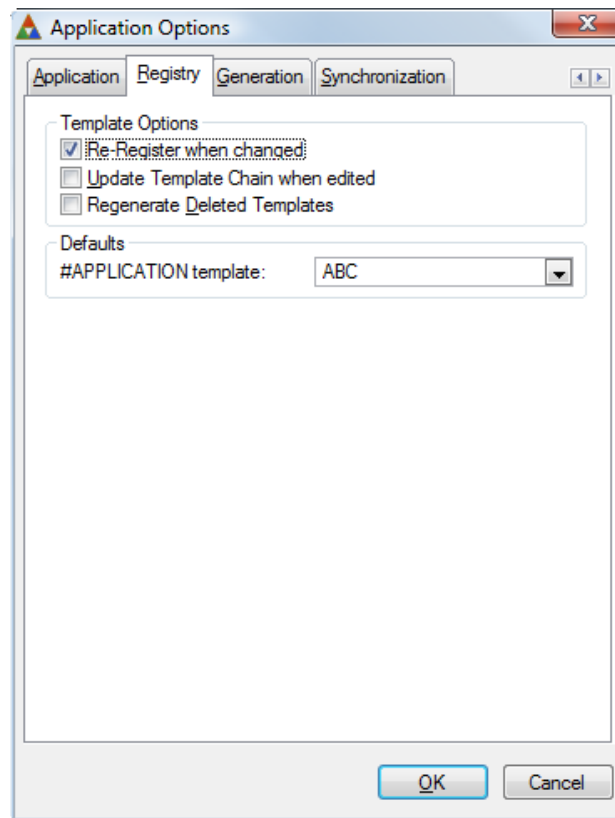 Application Options
Application Registry Generation Synchronization
Template Options
Re-Register when changed
Update Template Chain when edited
Regenerate Deleted Templates
Defaults
#APPLICATION template: ABC
OK Cancel